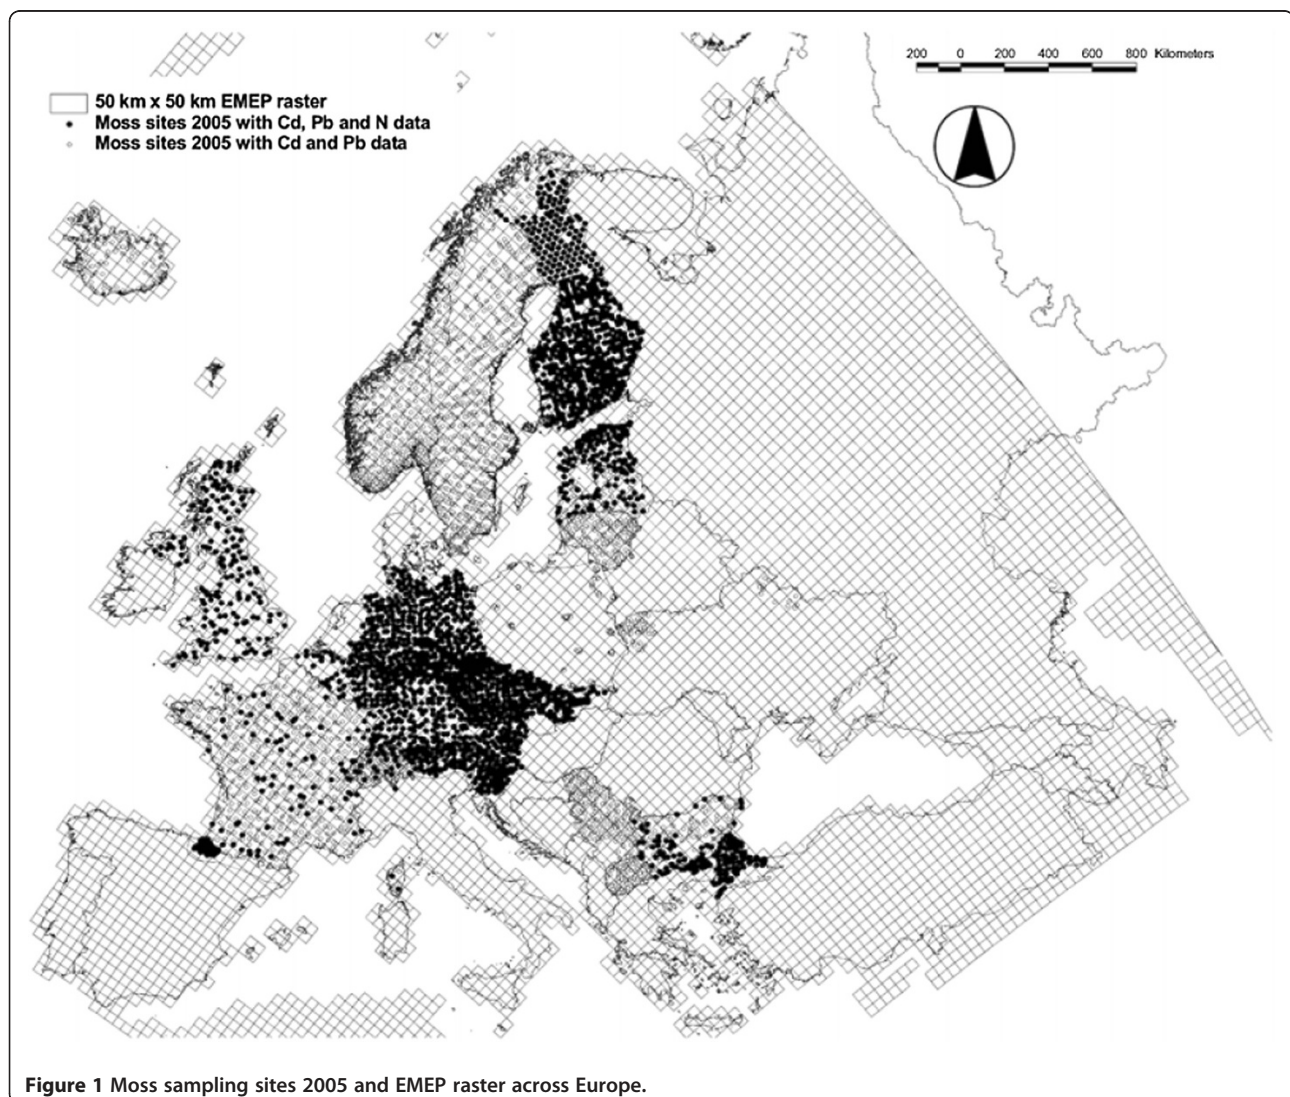 200 0 200 400 600 800 Kilometers
50 km x 50 km EMEP raster
Moss sites 2005 with Cd, Pb and N data
Moss sites 2005 with Cd and Pb data
Figure 1 Moss sampling sites 2005 and EMEP raster across Europe.